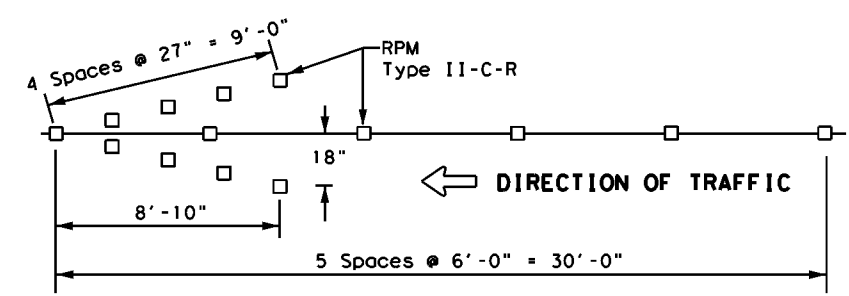 4 Spaces @ 27" = 9'-0"
RPM
Type II-C-R
18"
DIRECTION OF TRAFFIC
8'-10"
5 Spaces @ 6'-0" = 30'-0"